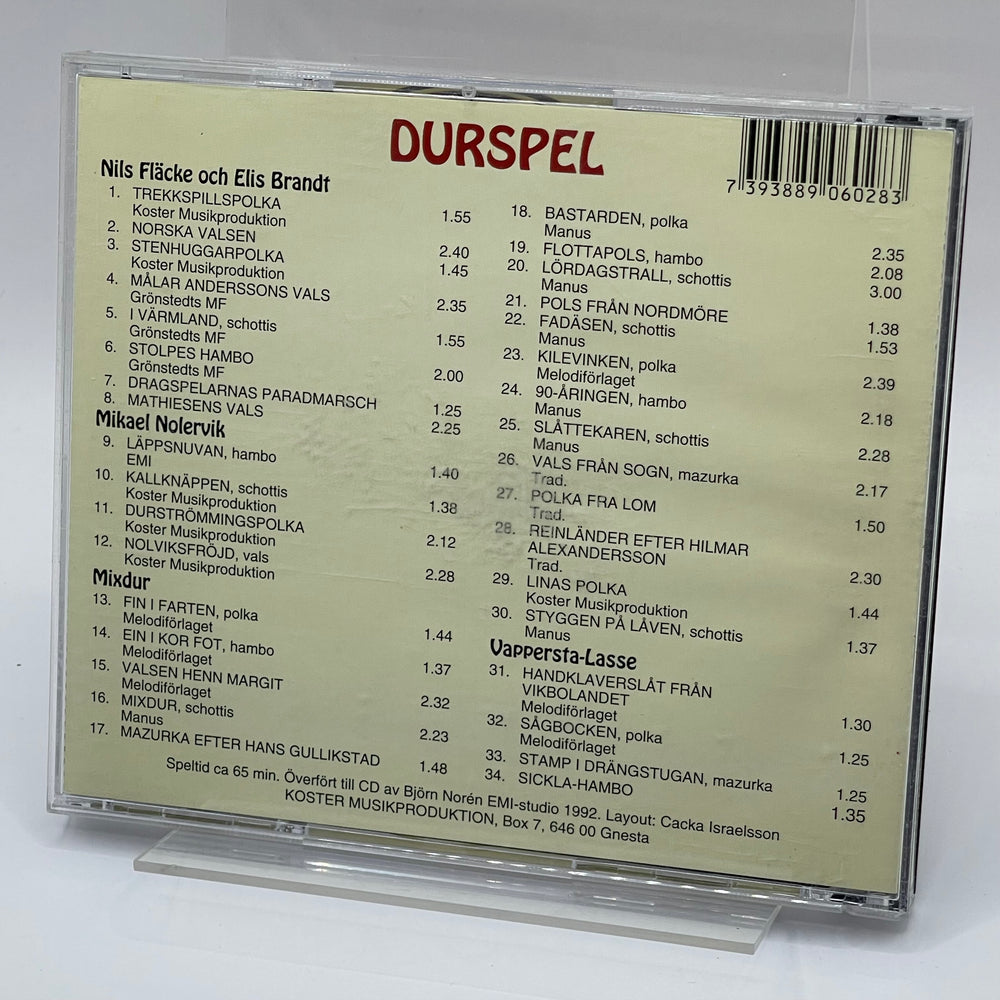 DURSPEL
7 393889 060283
Nils Fläcke och Elis Brandt
1. TREKKSPILLSPOLKA
Koster Musikproduktion 1.55
2. NORSKA VALSEN 2.40
3. STENHUGGARPOLKA 1.45
Koster Musikproduktion
4. MÅLAR ANDERSSONS VALS
Grönstedts MF 2.35
5. I VÄRMLAND, schottis
Grönstedts MF 1.55
6. STOLPES HAMBO
Grönstedts MF 2.00
7. DRAGSPELARNAS PARADMARSCH 1.25
8. MATHIESENS VALS 2.25
Mikael Nolervik
9. LÄPPSNUVAN, hambo
EMI 1.40
10. KALLKNÄPPEN, schottis
Koster Musikproduktion 1.38
11. DURSTRÖMMINGSPOLKA
Koster Musikproduktion 2.12
12. NOLVIKSFRÖJD, vals
Koster Musikproduktion 2.28
Mixdur
13. FIN I FARTEN, polka
Melodiförlaget 1.44
14. EIN I KOR FOT, hambo
Melodiförlaget 1.37
15. VALSEN HENN MARGIT
Melodiförlaget 2.32
16. MIXDUR, schottis
Manus 2.23
17. MAZURKA EFTER HANS GULLIKSTAD 1.48
18. BASTARDEN, polka
Manus 2.35
19. FLOTTAPOLS, hambo 2.08
20. LÖRDAGSTRALL, schottis
Manus 3.00
21. POLS FRÅN NORDMÖRE 1.38
22. FADÄSEN, schottis 1.53
Manus
23. KILEVINKEN, polka
Melodiförlaget 2.39
24. 90-ÅRINGEN, hambo
Manus 2.18
25. SLÅTTEKAREN, schottis
Manus 2.28
26. VALS FRÅN SOGN, mazurka
Trad. 2.17
27. POLKA FRA LOM
Trad. 1.50
28. REINLÄNDER EFTER HILMAR
ALEXANDERSSON
Trad. 2.30
29. LINAS POLKA
Koster Musikproduktion 1.44
30. STYGGEN PÅ LÅVEN, schottis
Manus 1.37
Vappersta-Lasse
31. HANDKLAVERSLÅT FRÅN
VIKBOLANDET
Melodiförlaget 1.30
32. SÅGBOCKEN, polka
Melodiförlaget 1.25
33. STAMP I DRÄNGSTUGAN, mazurka 1.25
34. SICKLA-HAMBO 1.35
Speltid ca 65 min. Överfört till CD av Björn Norén EMI-studio 1992. Layout: Cacka Israelsson
KOSTER MUSIKPRODUKTION, Box 7, 646 00 Gnesta